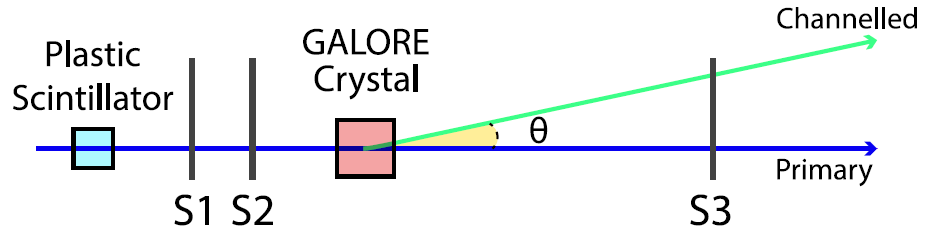 Channelled
GALORE
Crystal
Plastic
Scintillator
θ
Primary
S1
S2
S3